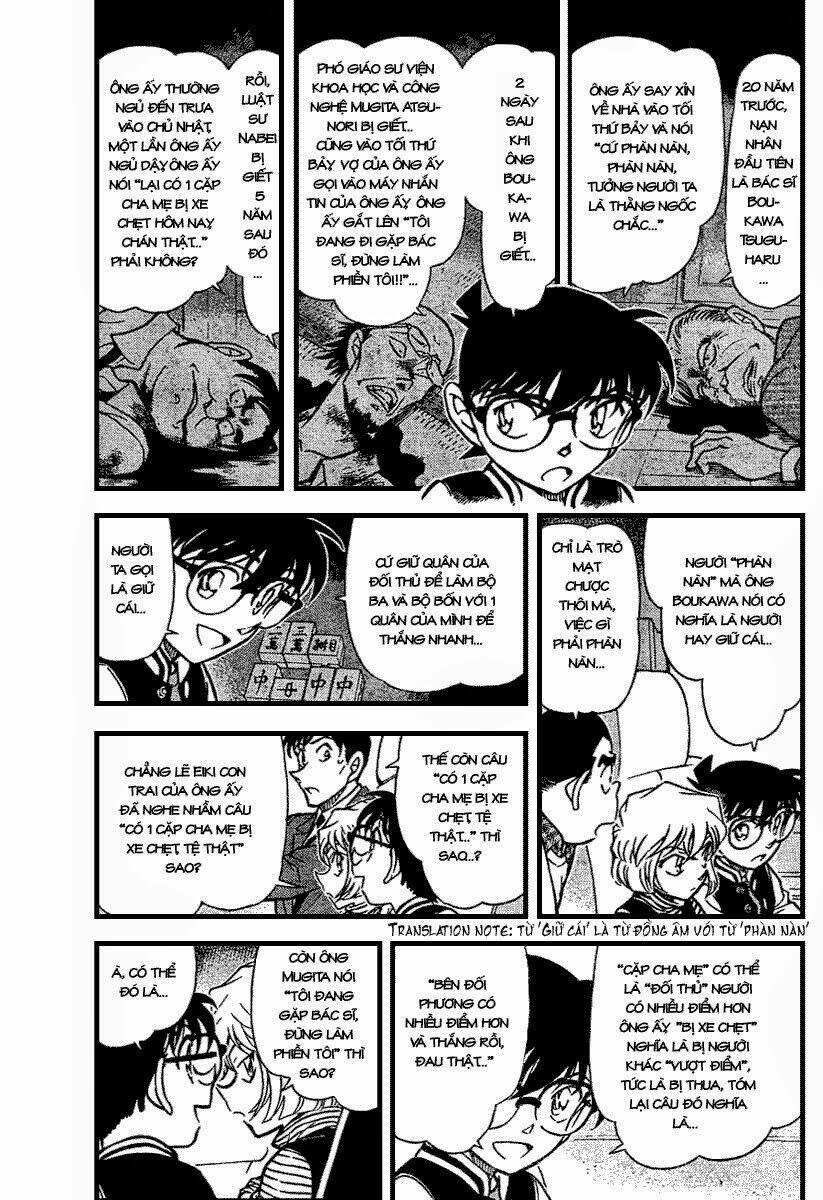 20 NĂM
TRƯỚC,
NẠN
NHÂN
ĐẦU TIÊN
LÀ BÁC SĨ
BOU-
KAWA
TSUGU-
HARU
...
ÔNG ẤY SAY XỈN
VỀ NHÀ VÀO TỐI
THỨ BẢY VÀ NÓI
"CỨ PHÀN NÀN,
PHÀN NÀN,
TƯỞNG NGƯỜI TA
LÀ THẰNG NGỐC
CHẮC..."
2
NGÀY
SAU
KHI
ÔNG
BOU-
KA-
WA
BỊ
GIẾT...
PHÓ GIÁO SƯ VIỆN
KHOA HỌC VÀ CÔNG
NGHỆ MUGITA ATSU-
NORI BỊ GIẾT...
CŨNG VÀO TỐI THỨ
BẢY, VỢ CỦA ÔNG ẤY
GỌI VÀO MÁY NHẮN
TIN CỦA ÔNG ẤY. ÔNG
ẤY GẮT LÊN "TÔI
ĐANG ĐI GẶP BÁC
SĨ, ĐỪNG LÀM
PHIỀN TÔI!!"...
RỒI,
LUẬT
SƯ
NABEI
BỊ
GIẾT
5
NĂM
SAU
ĐÓ
...
ÔNG ẤY THƯỜNG
NGỦ ĐẾN TRƯA
VÀO CHỦ NHẬT,
MỘT LẦN ÔNG ẤY
NGỦ DẬY, ÔNG ẤY
NÓI "LẠI CÓ 1 CẶP
CHA MẸ BỊ XE
CHẸT HÔM NAY,
CHÁN THẬT..."
PHẢI KHÔNG?
NGƯỜI "PHÀN
NÀN" MÀ ÔNG
BOUKAWA NÓI CÓ
NGHĨA LÀ NGƯỜI
HAY GIỮ CÁI...
CHỈ LÀ TRÒ
MẠT
CHƯỢC
THÔI MÀ,
VIỆC GÌ
PHẢI PHÀN
NÀN...
CỨ GIỮ QUÂN CỦA
ĐỐI THỦ ĐỂ LÀM BỘ
BA VÀ BỘ BỐN VỚI 1
QUÂN CỦA MÌNH ĐỂ
THẮNG NHANH...
NGƯỜI
TA GỌI
LÀ GIỮ
CÁI...
THẾ CÒN CÂU
"CÓ 1 CẶP
CHA MẸ BỊ XE
CHẸT, TỆ
THẬT..." THÌ
SAO..?
CHẲNG LẼ EIKI CON
TRAI CỦA ÔNG ẤY
ĐÃ NGHE NHẦM CÂU
"CÓ 1 CẶP CHA MẸ BỊ
XE CHẸT, TỆ THẬT"
SAO?
TRANSLATION NOTE: TỪ 'GIỮ CÁI' LÀ TỪ ĐỒNG ÂM VỚI TỪ 'PHÀN NÀN'
"CẶP CHA MẸ" CÓ THỂ
LÀ "ĐỐI THỦ" NGƯỜI
CÓ NHIỀU ĐIỂM HƠN
ÔNG ẤY. "BỊ XE CHẸT"
NGHĨA LÀ BỊ NGƯỜI
KHÁC "VƯỢT ĐIỂM",
TỨC LÀ BỊ THUA, TÓM
LẠI CÂU ĐÓ NGHĨA
LÀ...
"BÊN ĐỐI
PHƯƠNG CÓ
NHIỀU ĐIỂM HƠN
VÀ THẮNG RỒI,
ĐAU THẬT..."
CÒN ÔNG
MUGITA NÓI
"TÔI ĐANG
GẶP BÁC SĨ,
ĐỪNG LÀM
PHIỀN TÔI" THÌ
SAO?
À, CÓ THỂ
ĐÓ LÀ...